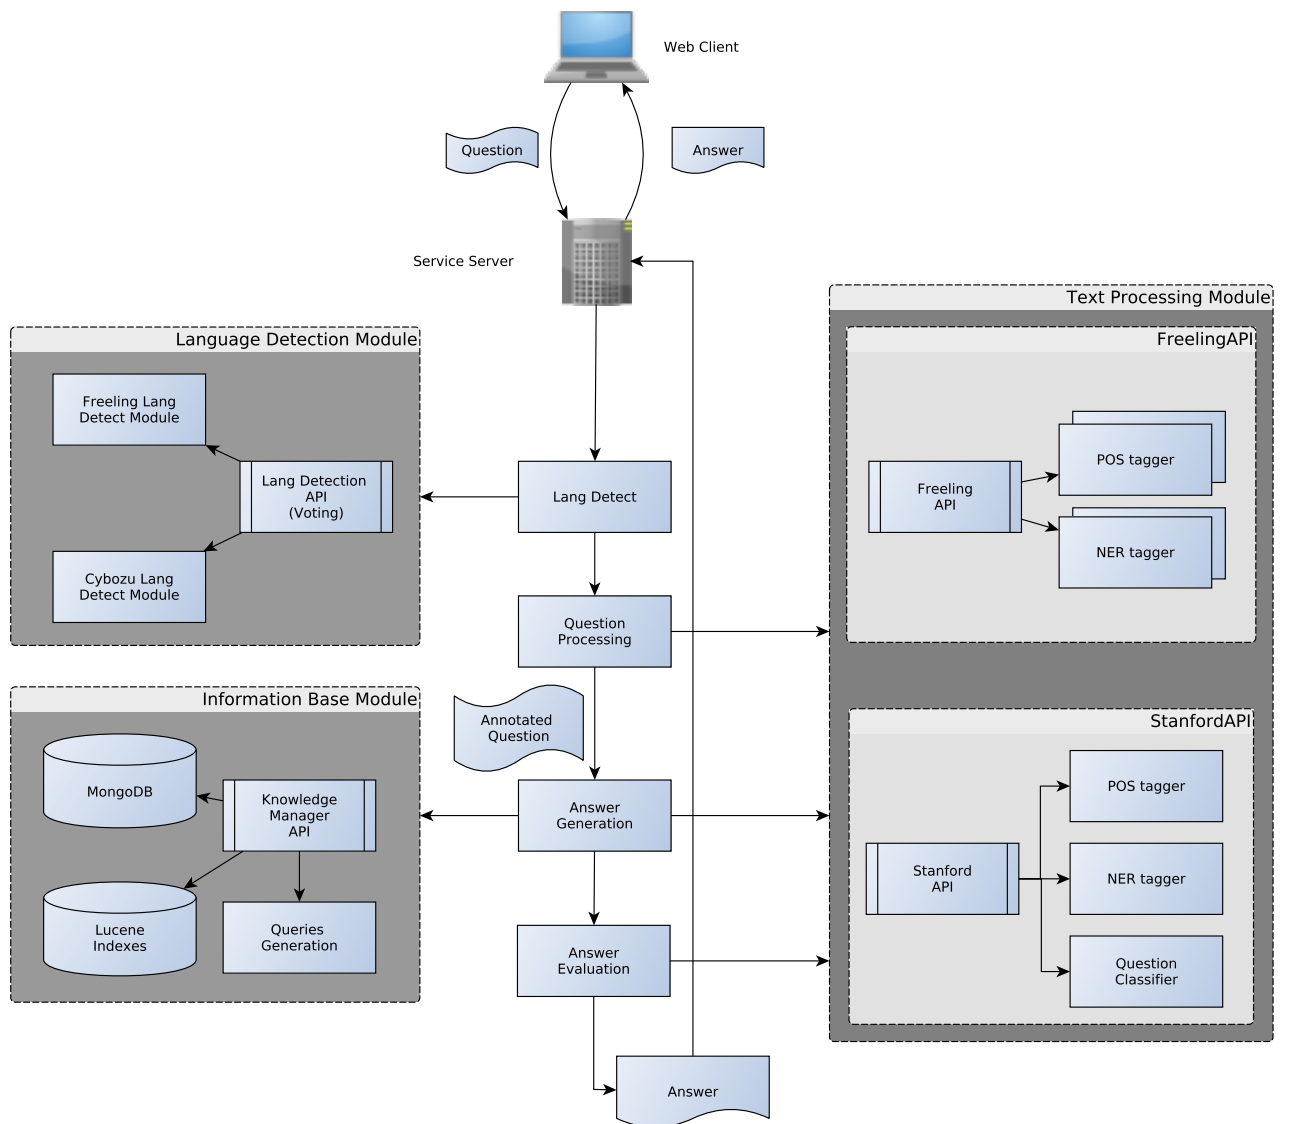 Web Client
Question
Answer
Service Server
Language Detection Module
Freeling Lang
Detect Module
Lang Detection
API
(Voting)
Cybozu Lang
Detect Module
Lang Detect
Question
Processing
Text Processing Module
FreelingAPI
Freeling
API
POS tagger
NER tagger
Information Base Module
MongoDB
Knowledge
Manager
API
Lucene
Indexes
Queries
Generation
Annotated
Question
Answer
Generation
Answer
Evaluation
StanfordAPI
Stanford
API
POS tagger
NER tagger
Question
Classifier
Answer